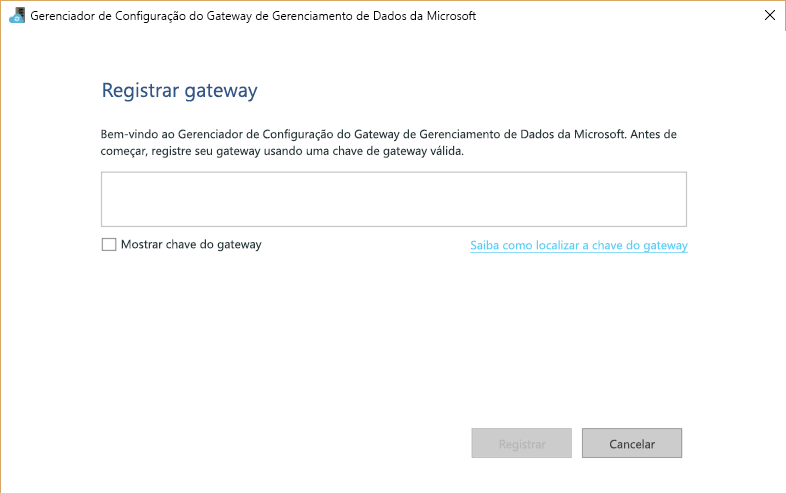 Gerenciador de Configuração do Gateway de Gerenciamento de Dados da Microsoft
Registrar gateway
Bem-vindo ao Gerenciador de Configuração do Gateway de Gerenciamento de Dados da Microsoft. Antes de
começar, registre seu gateway usando uma chave de gateway válida.
Mostrar chave do gateway
Saiba como localizar a chave do gateway
Registrar
Cancelar